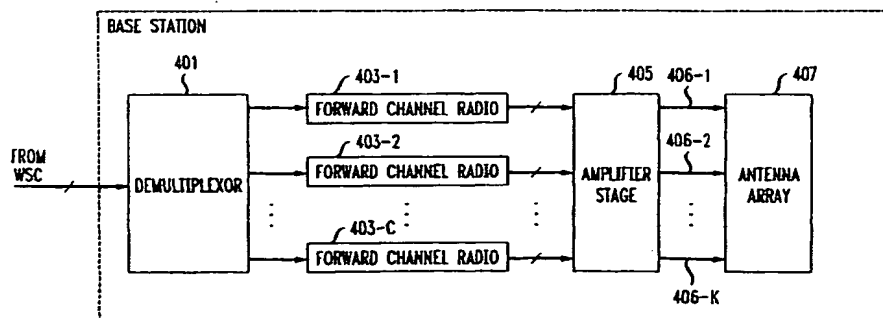 BASE STATION
401
403-1
405
406-1
407
FORWARD CHANNEL RADIO
403-2
406-2
FROM
WSC
DEMULTIPLEXOR
FORWARD CHANNEL RADIO
AMPLIFIER
STAGE
ANTENNA
ARRAY
403-C
FORWARD CHANNEL RADIO
406-K